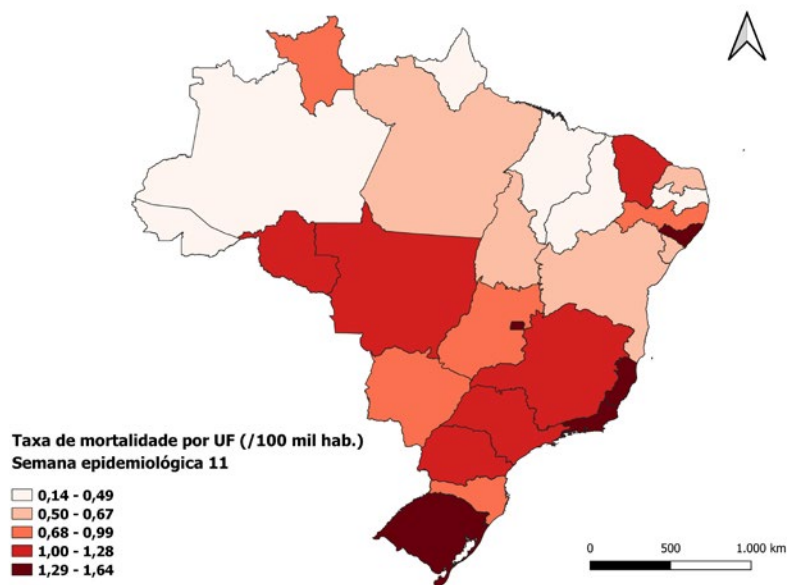 Taxa de mortalidade por UF (/100 mil hab.)
Semana epidemiológica 11
0,14 - 0,49
0,50 - 0,67
0,68 - 0,99
1,00 - 1,28
1,29 - 1,64
0 500 1.000 km